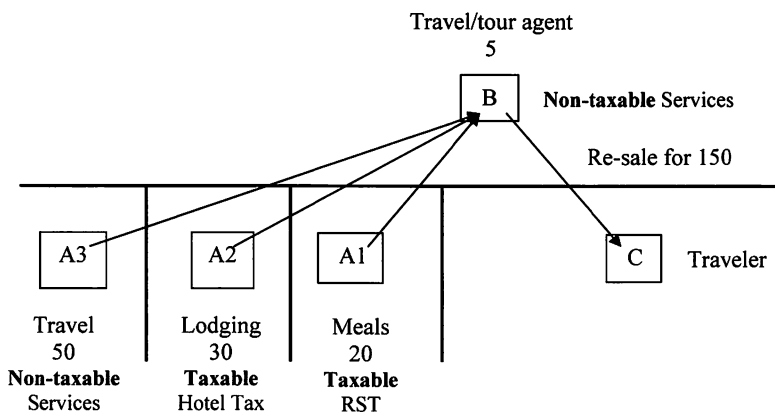 Travel/tour agent
5
B
Non-taxable Services
Re-sale for 150
A3
A2
A1
C
Traveler
Travel
50
Non-taxable
Services
Lodging
30
Taxable
Hotel Tax
Meals
20
Taxable
RST